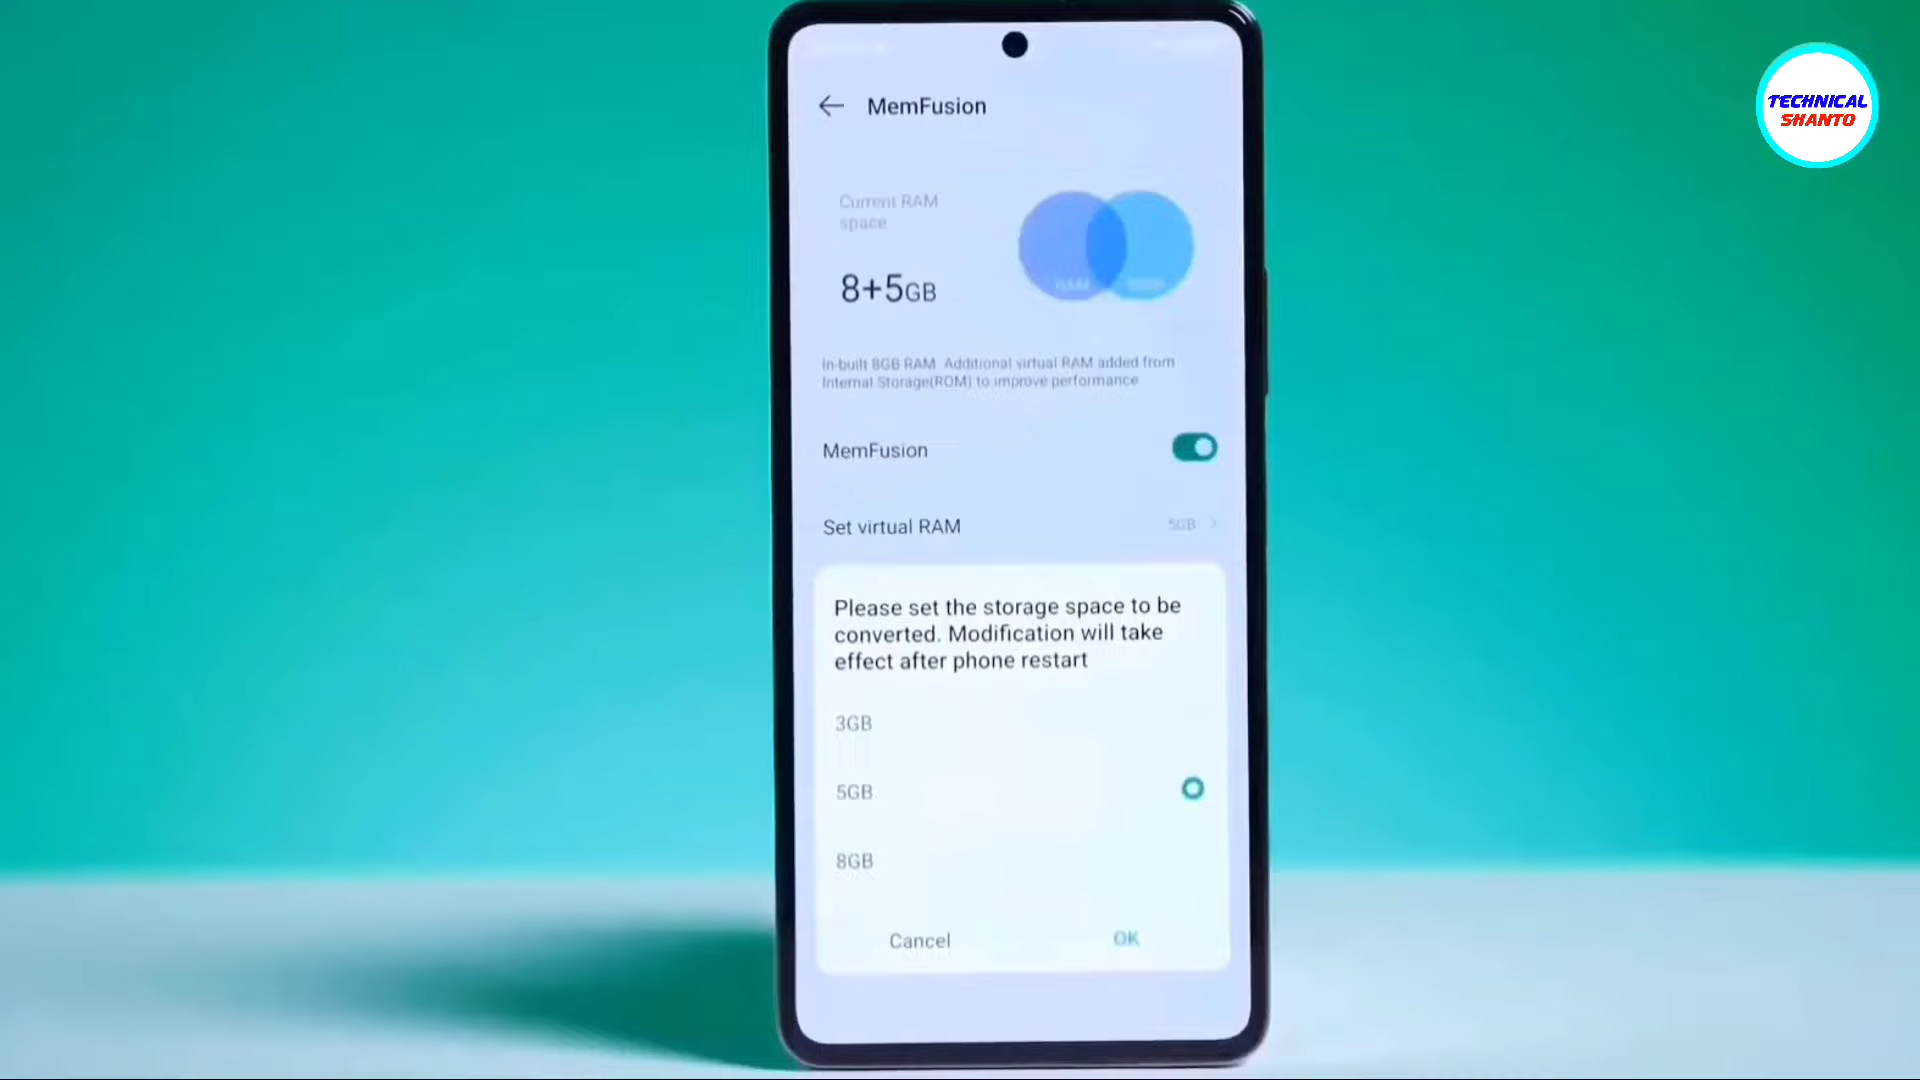 TECHNICAL
SHANTO
MemFusion
Current RAM
space
8+5GB
RAM
In-built 8GB RAM. Additional virtual RAM added from
Internal Storage(ROM) to improve performance
MemFusion
Set virtual RAM 5GB
Please set the storage space to be
converted. Modification will take
effect after phone restart
3GB
5GB
8GB
Cancel OK